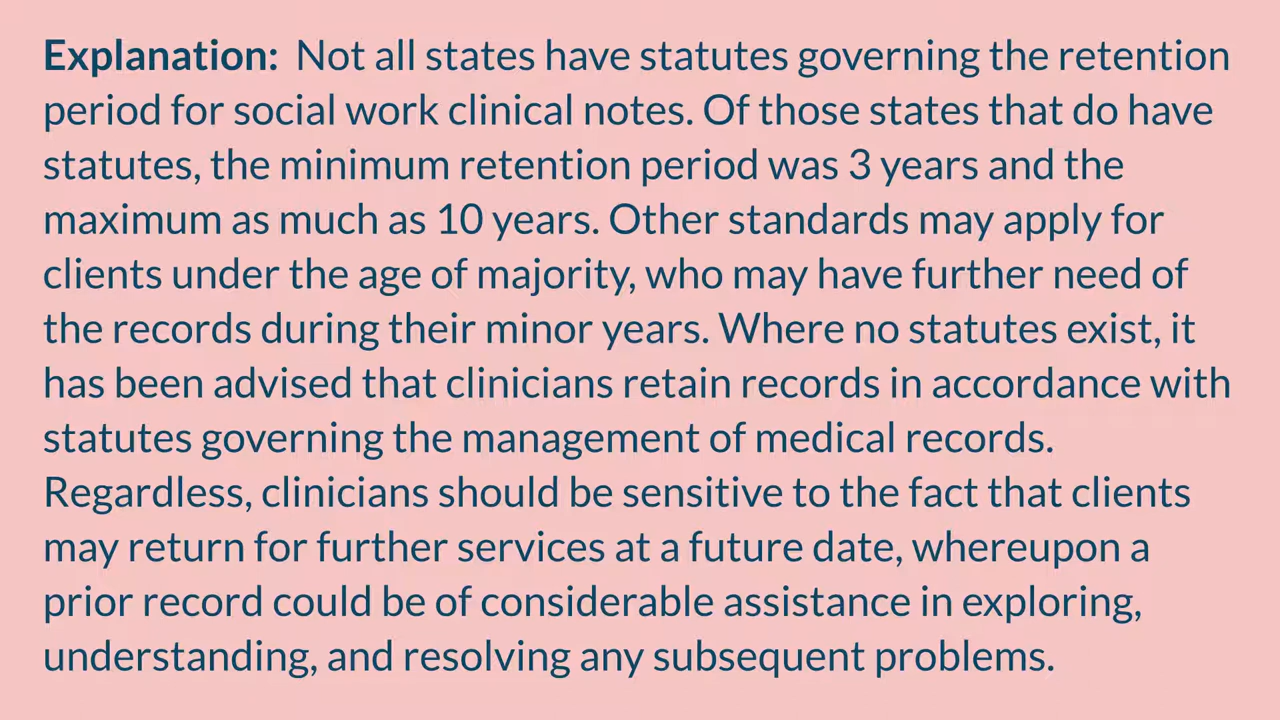 Explanation: Not all states have statutes governing the retention
period for social work clinical notes. Of those states that do have
statutes, the minimum retention period was 3 years and the
maximum as much as 10 years. Other standards may apply for
clients under the age of majority, who may have further need of
the records during their minor years. Where no statutes exist, it
has been advised that clinicians retain records in accordance with
statutes governing the management of medical records.
Regardless, clinicians should be sensitive to the fact that clients
may return for further services at a future date, whereupon a
prior record could be of considerable assistance in exploring,
understanding, and resolving any subsequent problems.